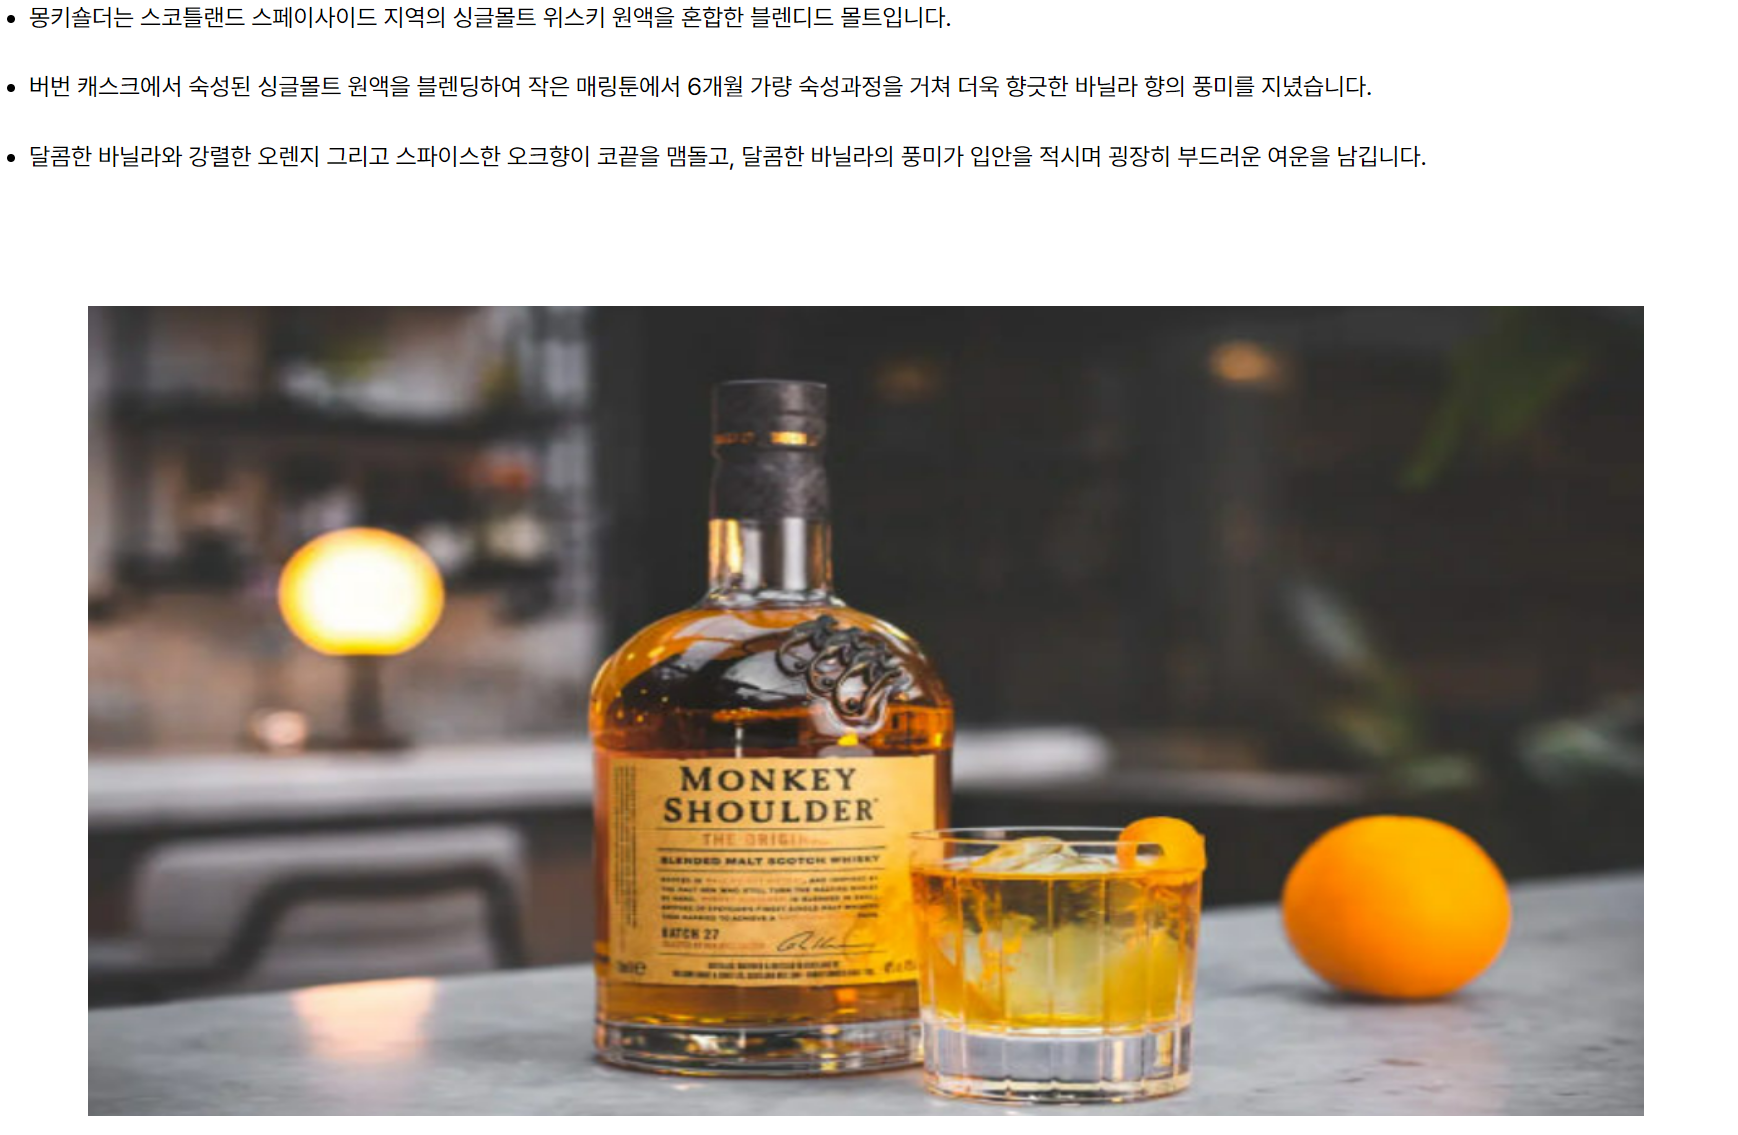 몽키숄더는 스코틀랜드 스페이사이드 지역의 싱글몰트 위스키 원액을 혼합한 블렌디드 몰트입니다.
버번 캐스크에서 숙성된 싱글몰트 원액을 블렌딩하여 작은 매링툰에서 6개월 가량 숙성과정을 거쳐 더욱 향긋한 바닐라 향의 풍미를 지녔습니다.
달콤한 바닐라와 강렬한 오렌지 그리고 스파이스한 오크향이 코끝을 맴돌고, 달콤한 바닐라의 풍미가 입안을 적시며 굉장히 부드러운 여운을 남깁니다.
MONKEY
SHOULDER
THE ORIGINAL
BLENDED MALT SCOTCH WHISKY
BATCH 27